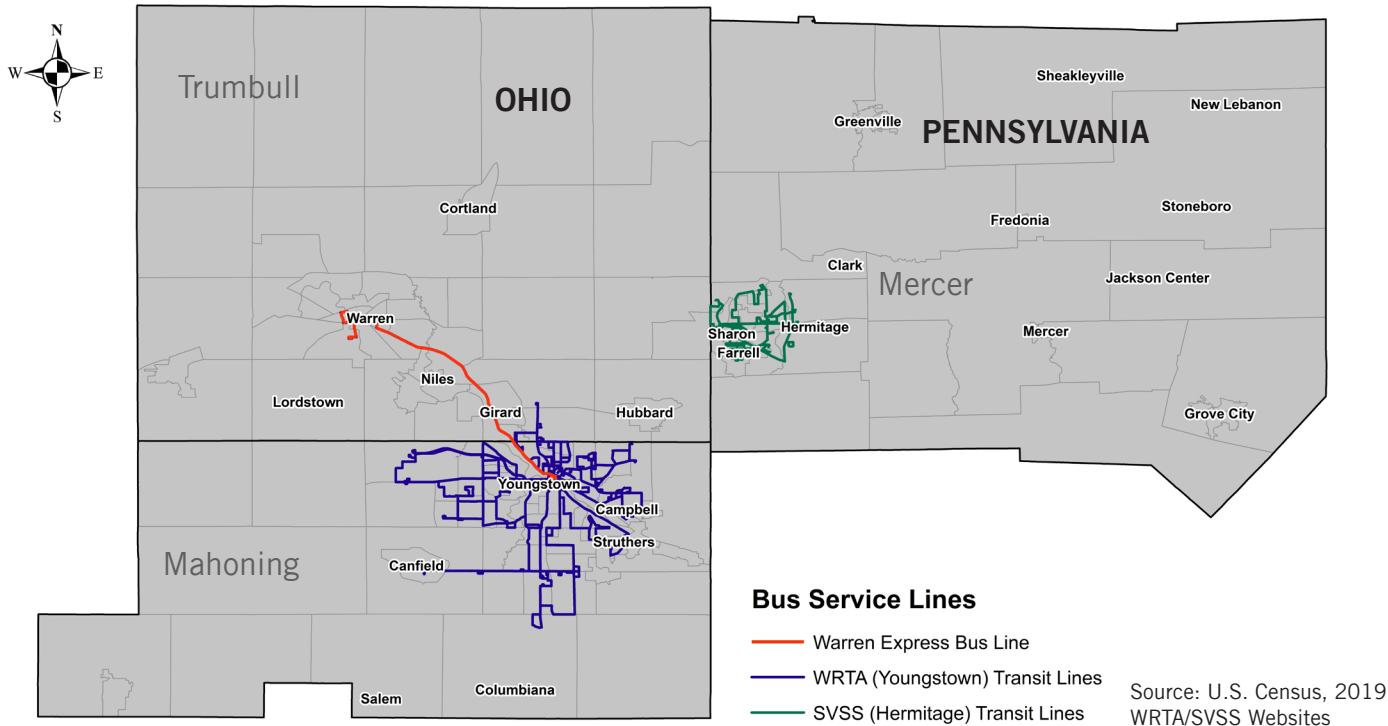 N
W E
S
Trumbull
OHIO
Sheakleyville
New Lebanon
Greenville
PENNSYLVANIA
Cortland
Stoneboro
Fredonia
Clark
Mercer
Jackson Center
Warren
Sharon
Hermitage
Mercer
Farrell
Niles
Lordstown
Girard
Hubbard
Grove City
Youngstown
Campbell
Struthers
Mahoning
Canfield
Salem
Columbiana
Bus Service Lines
Warren Express Bus Line
WRTA (Youngstown) Transit Lines
SVSS (Hermitage) Transit Lines
Source: U.S. Census, 2019
WRTA/SVSS Websites